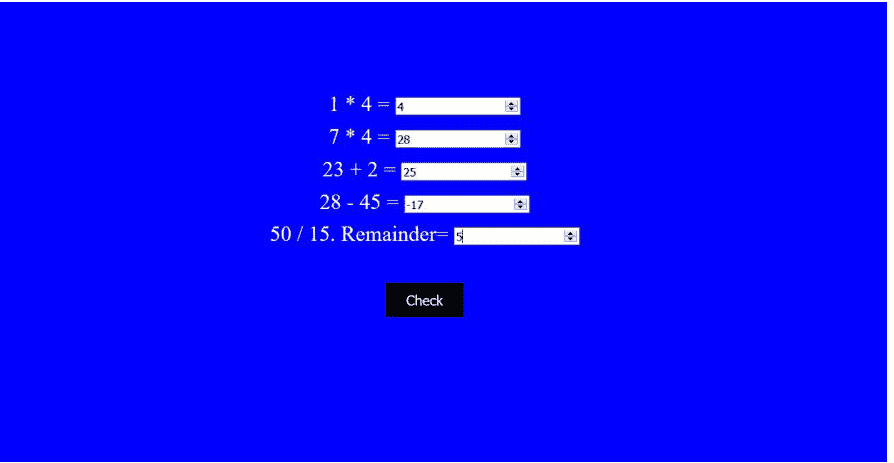 1 * 4 = 4
7 * 4 = 28
23 + 2 = 25
28 - 45 = -17
50 / 15. Remainder= 5
Check